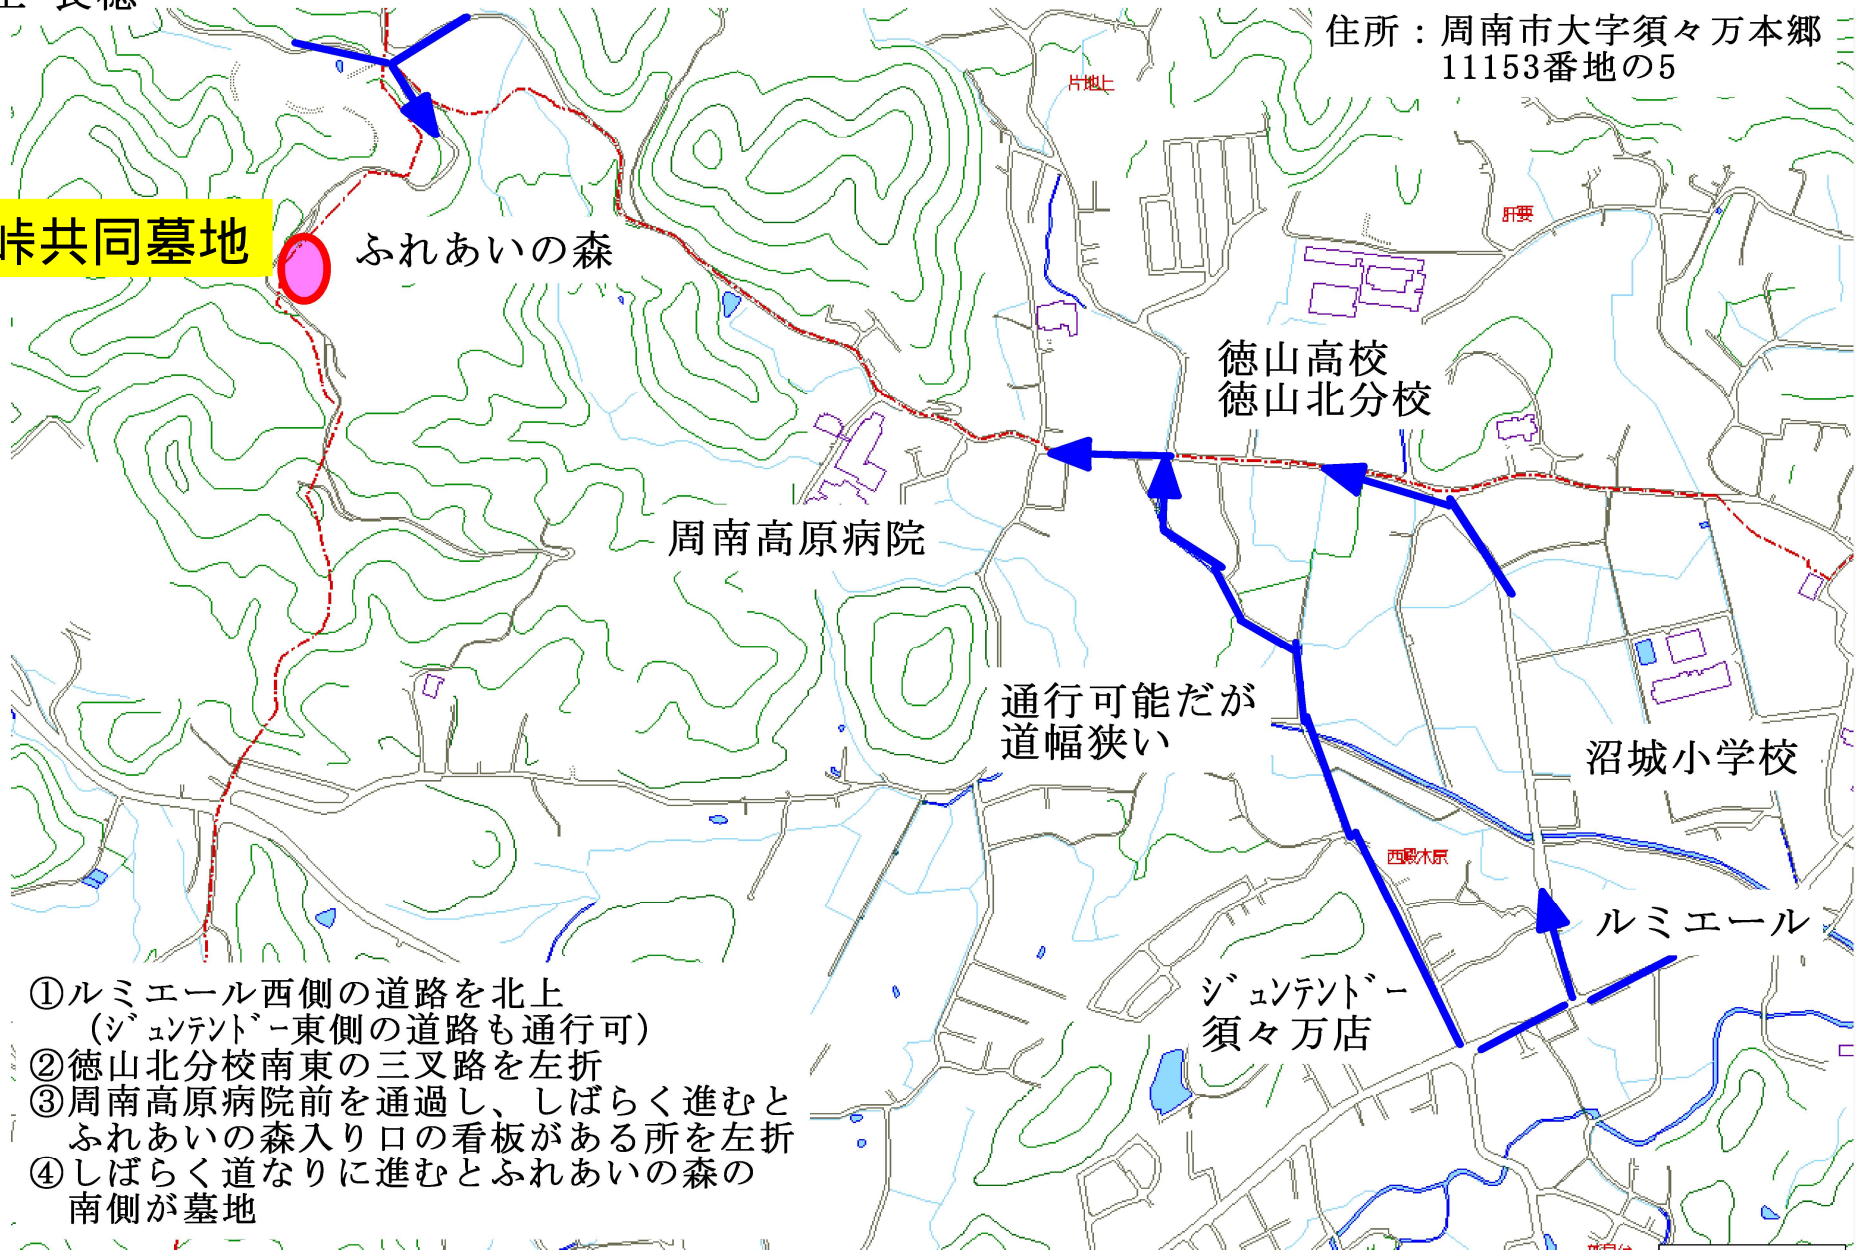 住所：周南市大字須々万本郷
11153番地の5
片地上
肝要
峠共同墓地
ふれあいの森
徳山高校
徳山北分校
周南高原病院
通行可能だが
道幅狭い
沼城小学校
西殿木原
ルミエール
ｼﾞｭﾝﾃﾝﾄﾞｰ
須々万店
①ルミエール西側の道路を北上
（ｼﾞｭﾝﾃﾝﾄﾞｰ東側の道路も通行可）
②徳山北分校南東の三叉路を左折
③周南高原病院前を通過し、しばらく進むと
ふれあいの森入り口の看板がある所を左折
④しばらく道なりに進むとふれあいの森の
南側が墓地